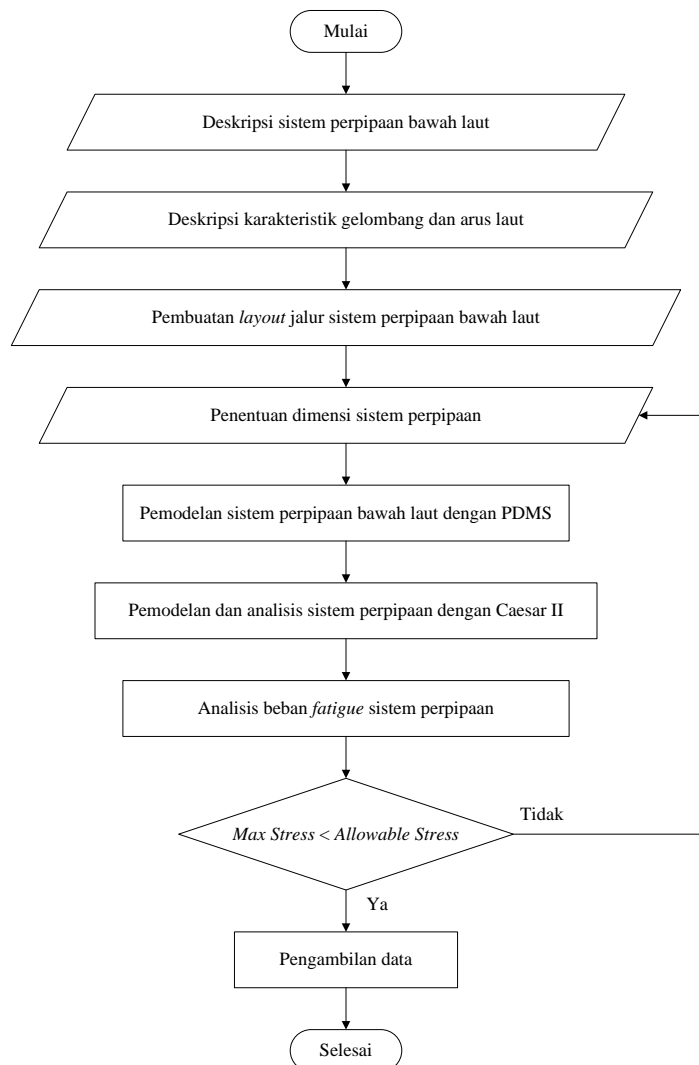 Mulai
Deskripsi sistem perpipaan bawah laut
Deskripsi karakteristik gelombang dan arus laut
Pembuatan layout jalur sistem perpipaan bawah laut
Penentuan dimensi sistem perpipaan
Pemodelan sistem perpipaan bawah laut dengan PDMS
Pemodelan dan analisis sistem perpipaan dengan Caesar II
Analisis beban fatigue sistem perpipaan
Max Stress < Allowable Stress
Tidak
Ya
Pengambilan data
Selesai